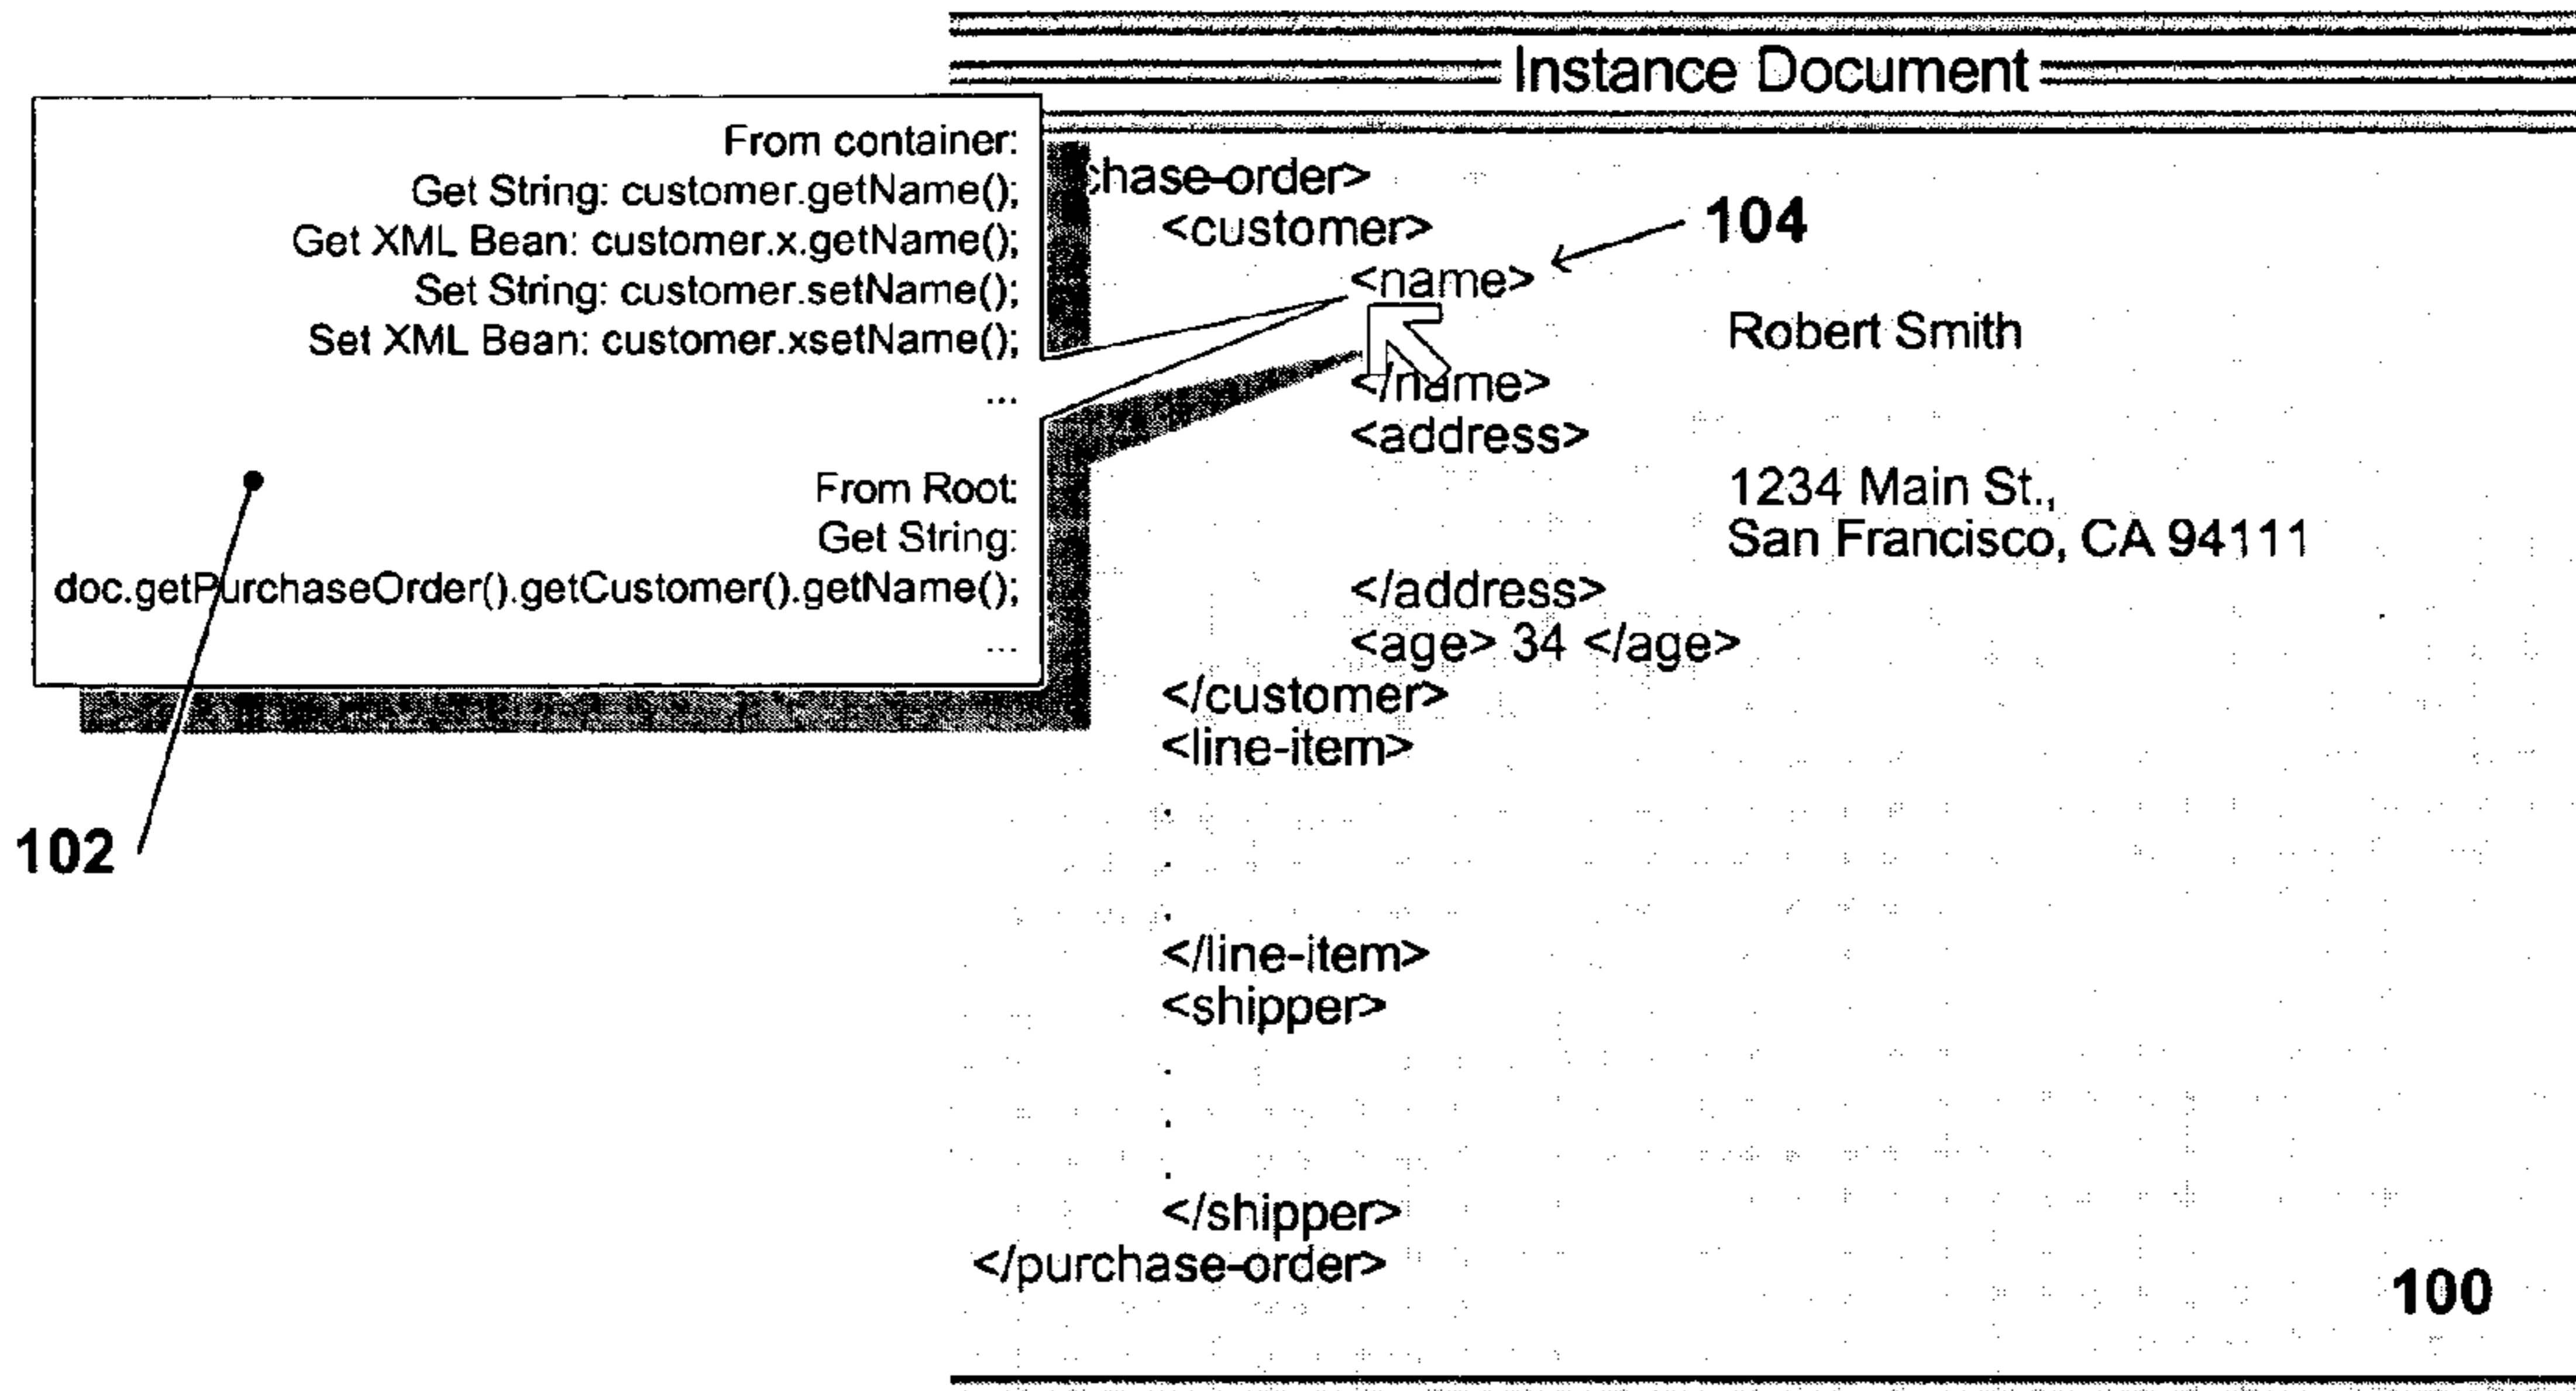 Instance Document
From container:
Get String: customer.getName();
Get XML Bean: customer.x.getName();
Set String: customer.setName();
Set XML Bean: customer.xsetName();
...
From Root:
Get String:
doc.getPurchaseOrder().getCustomer().getName();
...
102
chase-order>
<customer>
104
<name>
Robert Smith
</name>
<address>
1234 Main St.,
San Francisco, CA 94111
</address>
<age> 34 </age>
</customer>
<line-item>
.
.
.
</line-item>
<shipper>
.
.
.
</shipper>
</purchase-order>
100